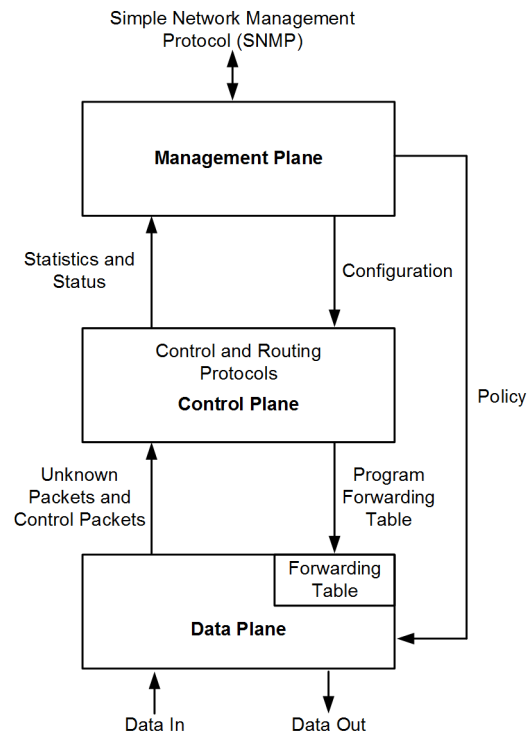 Simple Network Management
Protocol (SNMP)
Management Plane
Statistics and
Status
Configuration
Control and Routing
Protocols
Control Plane
Policy
Unknown
Packets and
Control Packets
Program
Forwarding
Table
Forwarding
Table
Data Plane
Data In
Data Out